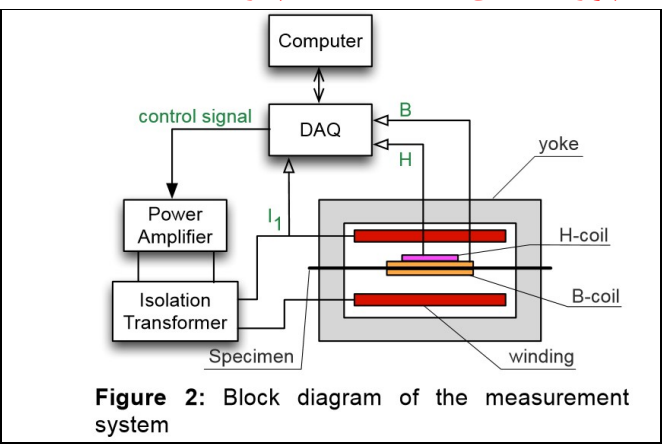 Computer
control signal
DAQ
B
H
yoke
I1
Power
Amplifier
H-coil
Isolation
Transformer
B-coil
Specimen
winding
Figure 2: Block diagram of the measurement
system